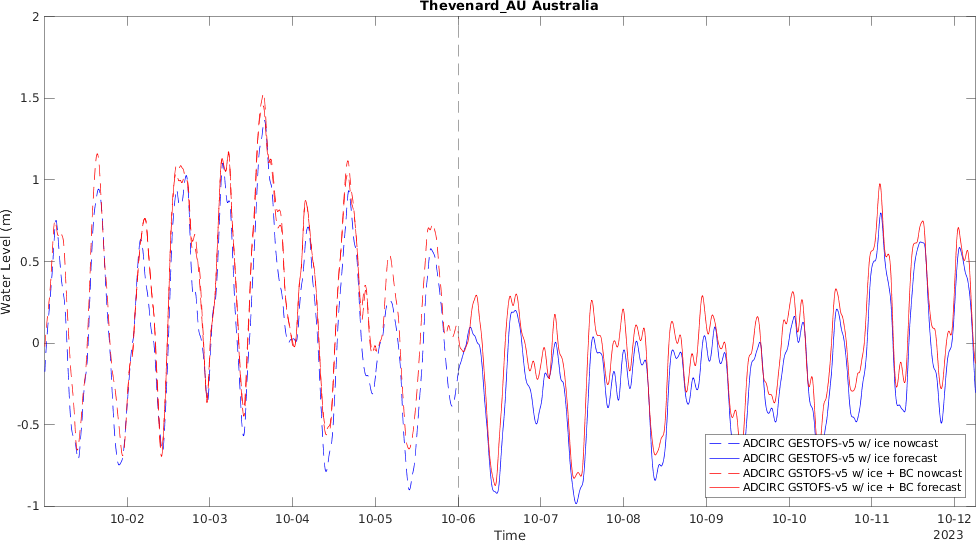 Thevenard_AU Australia
Water Level (m)
2
1.5
1
0.5
0
-0.5
-1
10-02 10-03 10-04 10-05 10-06 10-07 10-08 10-09 10-10 10-11 10-12
Time
2023
ADCIRC GESTOFS-v5 w/ ice nowcast
ADCIRC GESTOFS-v5 w/ ice forecast
ADCIRC GSTOFS-v5 w/ ice + BC nowcast
ADCIRC GSTOFS-v5 w/ ice + BC forecast